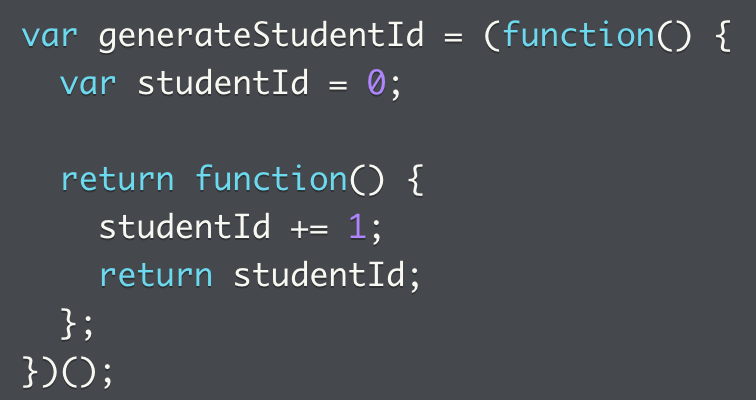 var generateStudentId = (function() {
  var studentId = 0;

  return function() {
    studentId += 1;
    return studentId;
  };
})();